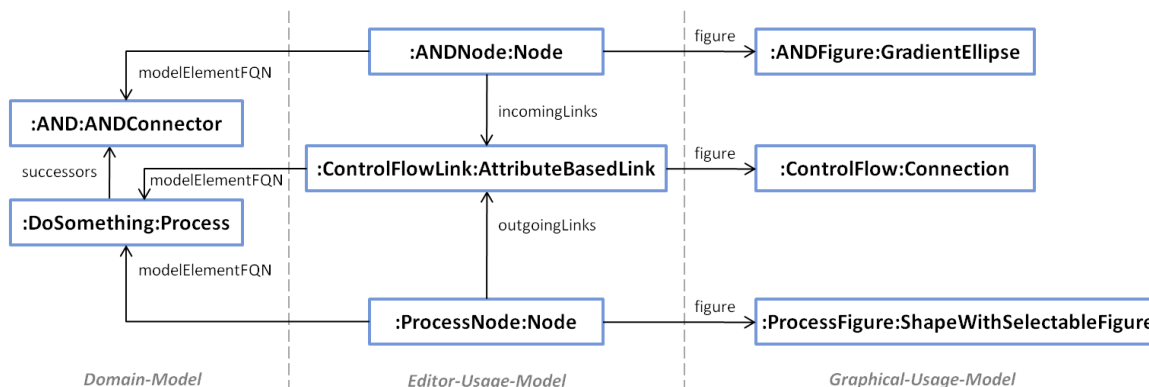 :ANDNode:Node
figure
:ANDFigure:GradientEllipse
modelElementFQN
:AND:ANDConnector
incomingLinks
successors
modelElementFQN
:ControlFlowLink:AttributeBasedLink
figure
:ControlFlow:Connection
:DoSomething:Process
outgoingLinks
modelElementFQN
:ProcessNode:Node
figure
:ProcessFigure:ShapeWithSelectableFigure
Domain-Model
Editor-Usage-Model
Graphical-Usage-Model